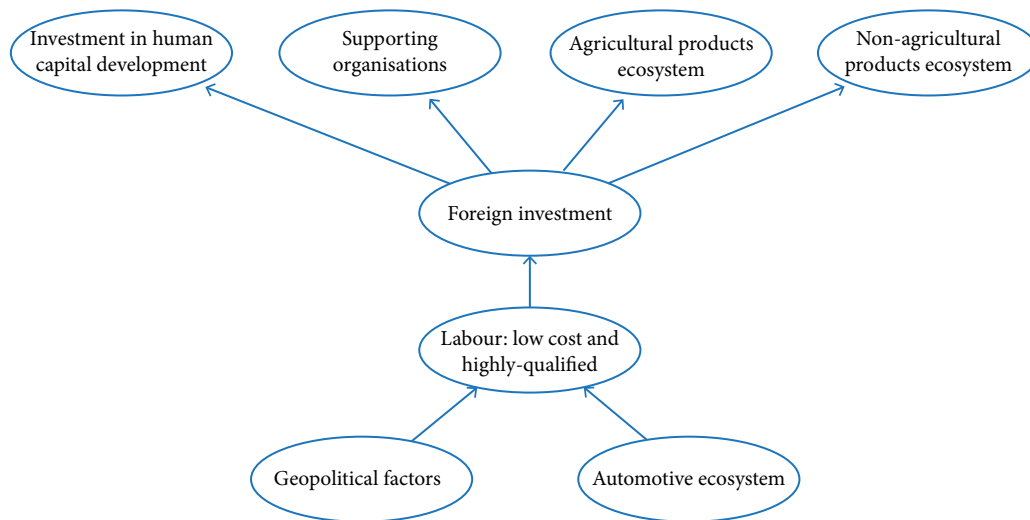 Investment in human
capital development
Supporting
organisations
Agricultural products
ecosystem
Non-agricultural
products ecosystem
Foreign investment
Labour: low cost and
highly-qualified
Geopolitical factors
Automotive ecosystem